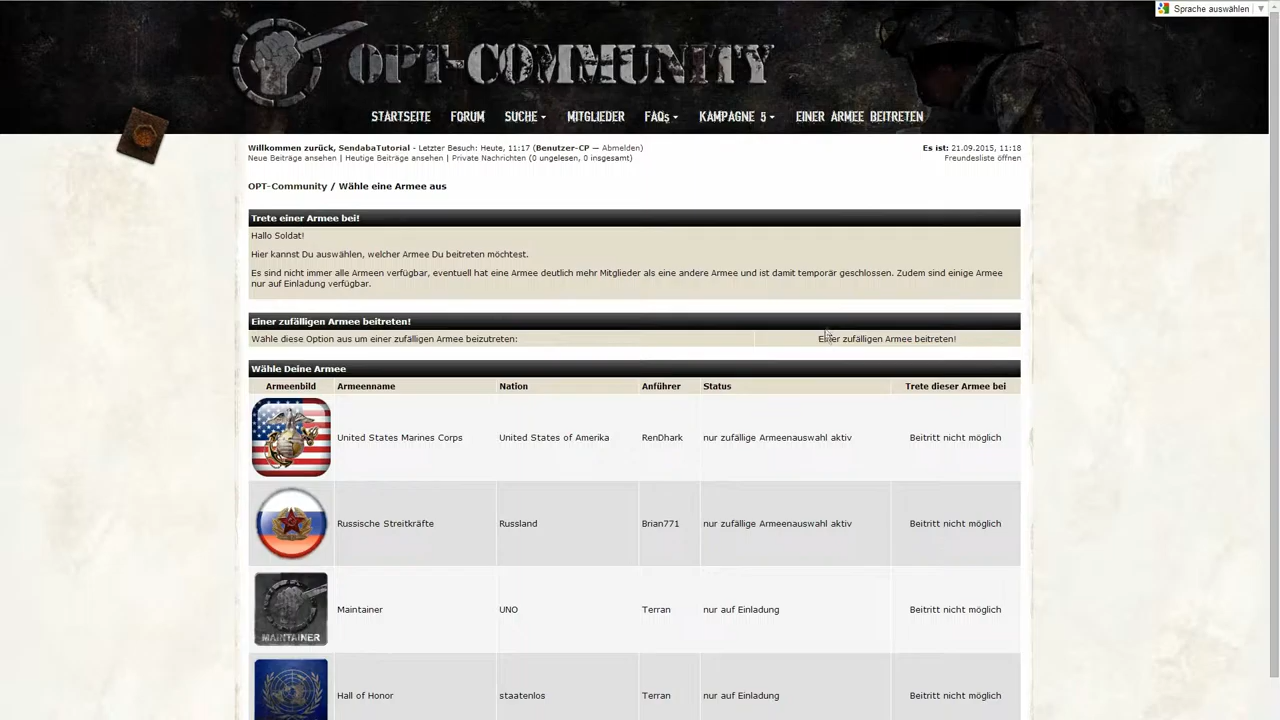 Sprache auswählen
OPT-COMMUNITY
STARTSEITE FORUM SUCHE MITGLIEDER FAQs KAMPAGNE 5 EINER ARMEE BEITRETEN
Willkommen zurück, SendabaTutorial - Letzter Besuch: Heute, 11:17 (Benutzer-CP — Abmelden) Es ist: 21.09.2015, 11:18
Neue Beiträge ansehen | Heutige Beiträge ansehen | Private Nachrichten (0 ungelesen, 0 insgesamt) Freundesliste öffnen
OPT-Community / Wähle eine Armee aus
Trete einer Armee bei!
Hallo Soldat!
Hier kannst Du auswählen, welcher Armee Du beitreten möchtest.
Es sind nicht immer alle Armeen verfügbar, eventuell hat eine Armee deutlich mehr Mitglieder als eine andere Armee und ist damit temporär geschlossen. Zudem sind einige Armee
nur auf Einladung verfügbar.
Einer zufälligen Armee beitreten!
Wähle diese Option aus um einer zufälligen Armee beizutreten: Einer zufälligen Armee beitreten!
Wähle Deine Armee
Armeenbild Armeenname Nation Anführer Status Trete dieser Armee bei
United States Marines Corps United States of Amerika RenDhark nur zufällige Armeenauswahl aktiv Beitritt nicht möglich
Russische Streitkräfte Russland Brian771 nur zufällige Armeenauswahl aktiv Beitritt nicht möglich
Maintainer UNO Terran nur auf Einladung Beitritt nicht möglich
MAINTAINER
Hall of Honor staatenlos Terran nur auf Einladung Beitritt nicht möglich